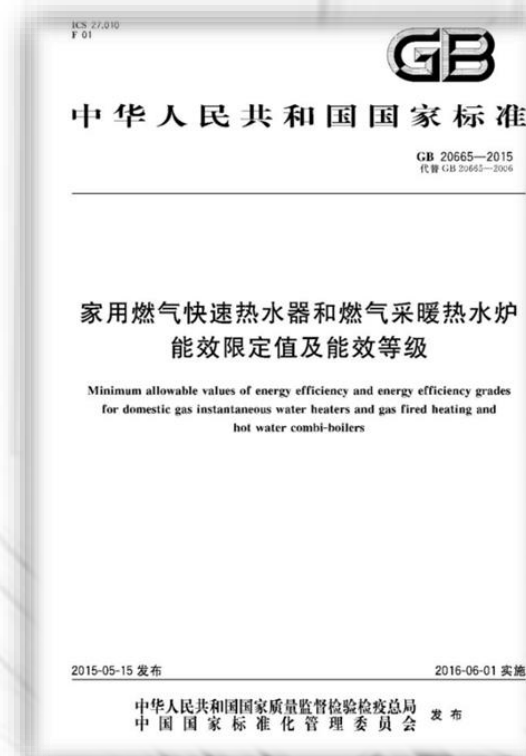 ICS 27.010
F 01
GB
中华人民共和国国家标准
GB 20665—2015
代替 GB 20665—2006
家用燃气快速热水器和燃气采暖热水炉
能效限定值及能效等级
Minimum allowable values of energy efficiency and energy efficiency grades
for domestic gas instantaneous water heaters and gas fired heating and
hot water combi-boilers
2015-05-15 发布
2016-06-01 实施
中华人民共和国国家质量监督检验检疫总局
中国国家标准化管理委员会
发布